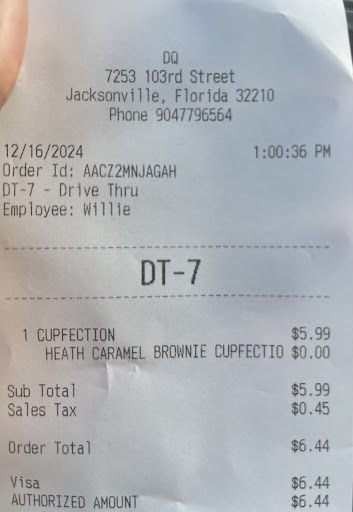 DQ
7253 103rd Street
Jacksonville, Florida 32210
Phone 9047796564
12/16/2024 1:00:36 PM
Order Id: AACZ2MNJAGAH
DT-7 - Drive Thru
Employee: Willie
DT-7
1 CUPFECTION $5.99
HEATH CARAMEL BROWNIE CUPFECTIO $0.00
Sub Total $5.99
Sales Tax $0.45
Order Total $6.44
Visa $6.44
AUTHORIZED AMOUNT $6.44